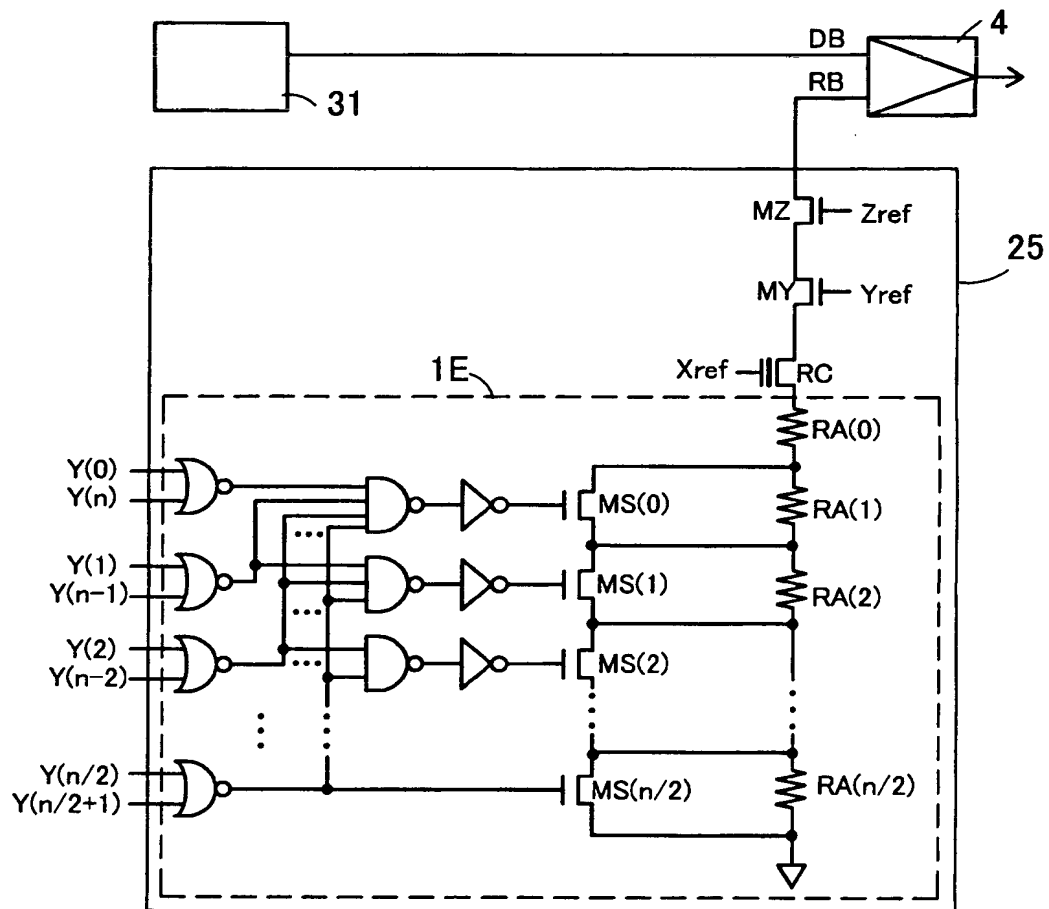 4
DB
31
RB
MZ
Zref
25
MY
Yref
1E
Xref
RC
RA(0)
Y(0)
Y(n)
MS(0)
RA(1)
...
Y(1)
Y(n-1)
MS(1)
RA(2)
...
Y(2)
Y(n-2)
...
MS(2)
Y(n/2)
Y(n/2+1)
MS(n/2)
RA(n/2)